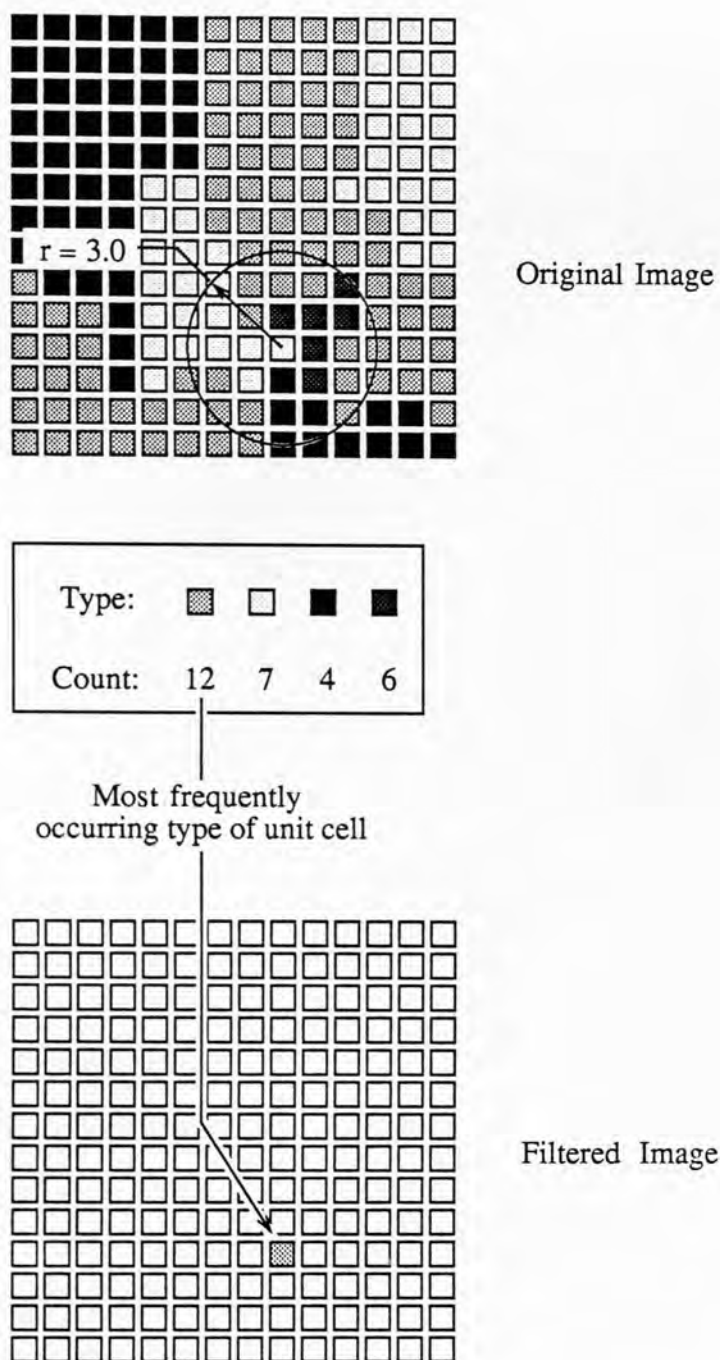 r = 3.0
Original Image
Type:
Count: 12 7 4 6
Most frequently
occurring type of unit cell
Filtered Image